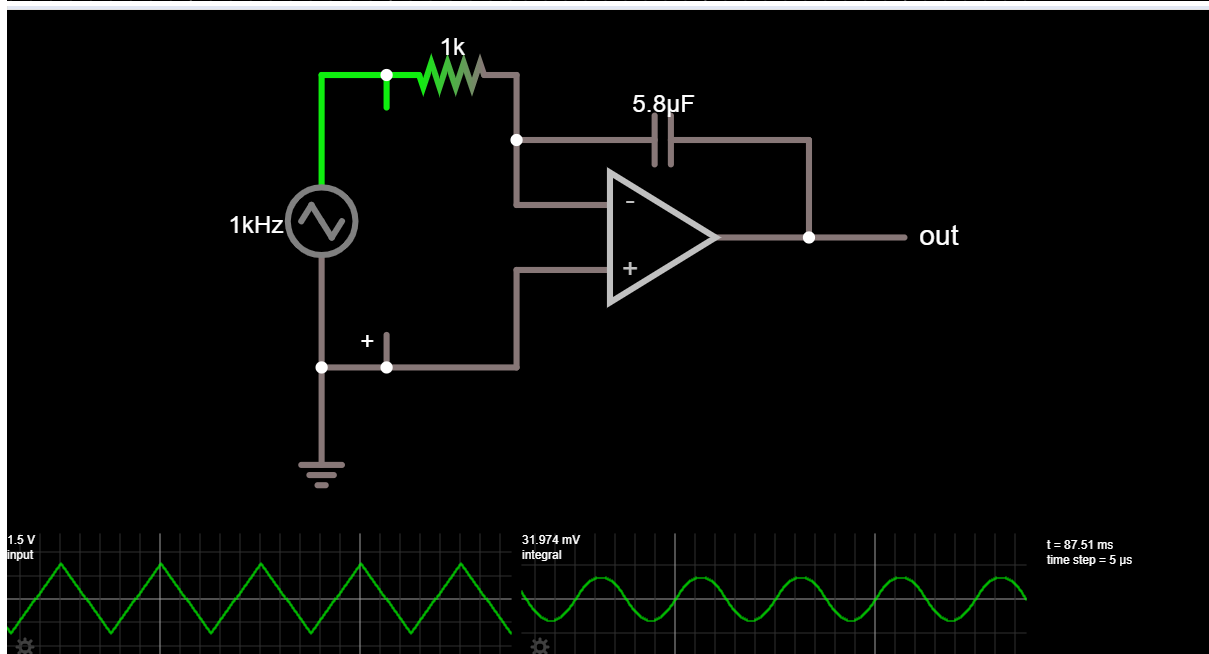 1k
5.8µF
1kHz
-
+
out
+
1.5 V
input
31.974 mV
integral
t = 87.51 ms
time step = 5 µs